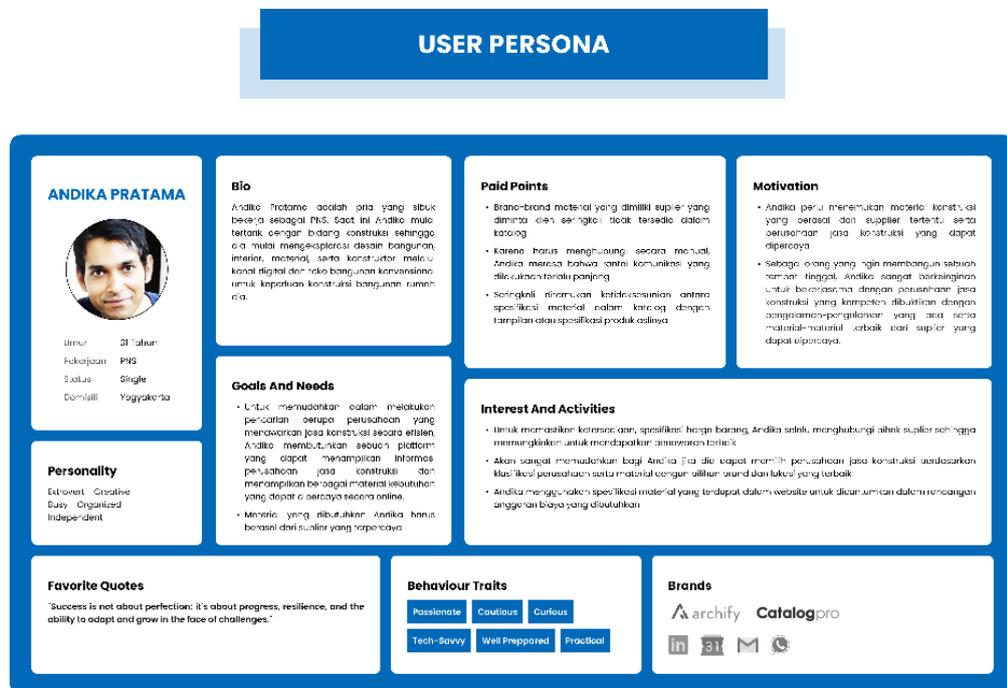 USER PERSONA
ANDIKA PRATAMA
Umur 31 Tahun
Pekerjaan PNS
Status Single
Domisili Yogyakarta
Personality
Extrovert Creative
Busy Organized
Independent
Bio
Andika Pratama adalah pria yang sibuk
bekerja sebagai PNS. Saat ini Andika mulai
tertarik dengan bidang konstruksi sehingga
dia mulai mengeksplorasi desain bangunan,
interior, material, serta konstruktor melalui
kanal digital dan toko bangunan konvensional
untuk keperluan konstruksi bangunan rumah
dia.
Goals And Needs
• Untuk memudahkan dalam melakukan
pencarian berupa perusahaan yang
menawarkan jasa konstruksi secara efisien,
Andika membutuhkan sebuah platform
yang dapat menampilkan informasi
perusahaan jasa konstruksi dan
menampilkan berbagai material kebutuhan
yang dapat dipercaya secara online.
• Material yang dibutuhkan Andika harus
berasal dari suplier yang terpercaya
Paid Points
• Brand-brand material yang dimiliki suplier yang
diminta klien seringkali tidak tersedia dalam
katalog
• Karena harus menghubungi secara manual,
Andika merasa bahwa rantai komunikasi yang
dilakukan terlalu panjang
• Seringkali ditemukan ketidaksesuaian antara
spesifikasi material dalam katalog dengan
tampilan atau spesifikasi produk aslinya
Motivation
• Andika perlu menemukan material konstruksi
yang berasal dari supplier tertentu serta
perusahaan jasa konstruksi yang dapat
dipercaya
• Sebagai orang yang ingin membangun sebuah
tempat tinggal, Andika sangat berkeinginan
untuk bekerjasama dengan perusahaan jasa
konstruksi yang kompeten dibuktikan dengan
pengalaman-pengalaman yang ada serta
material-material terbaik dari suplier yang
dapat dipercaya.
Interest And Activities
• Untuk memastikan ketersediaan, spesifikasi harga barang, Andika selalu menghubungi pihak suplier sehingga
memungkinkan untuk mendapatkan penawaran terbaik
• Akan sangat memudahkan bagi Andika jika dia dapat memilih perusahaan jasa konstruksi berdasarkan
klasifikasi perusahaan serta material dengan pilihan brand dan lokasi yang terbaik
• Andika menggunakan spesifikasi material yang terdapat dalam website untuk dicantumkan dalam rancangan
anggaran biaya yang dibutuhkan
Favorite Quotes
"Success is not about perfection; it's about progress, resilience, and the
ability to adapt and grow in the face of challenges."
Behaviour Traits
Passionate Cautious Curious
Tech-Savvy Well Preppared Practical
Brands
archify Catalogpro
in 31